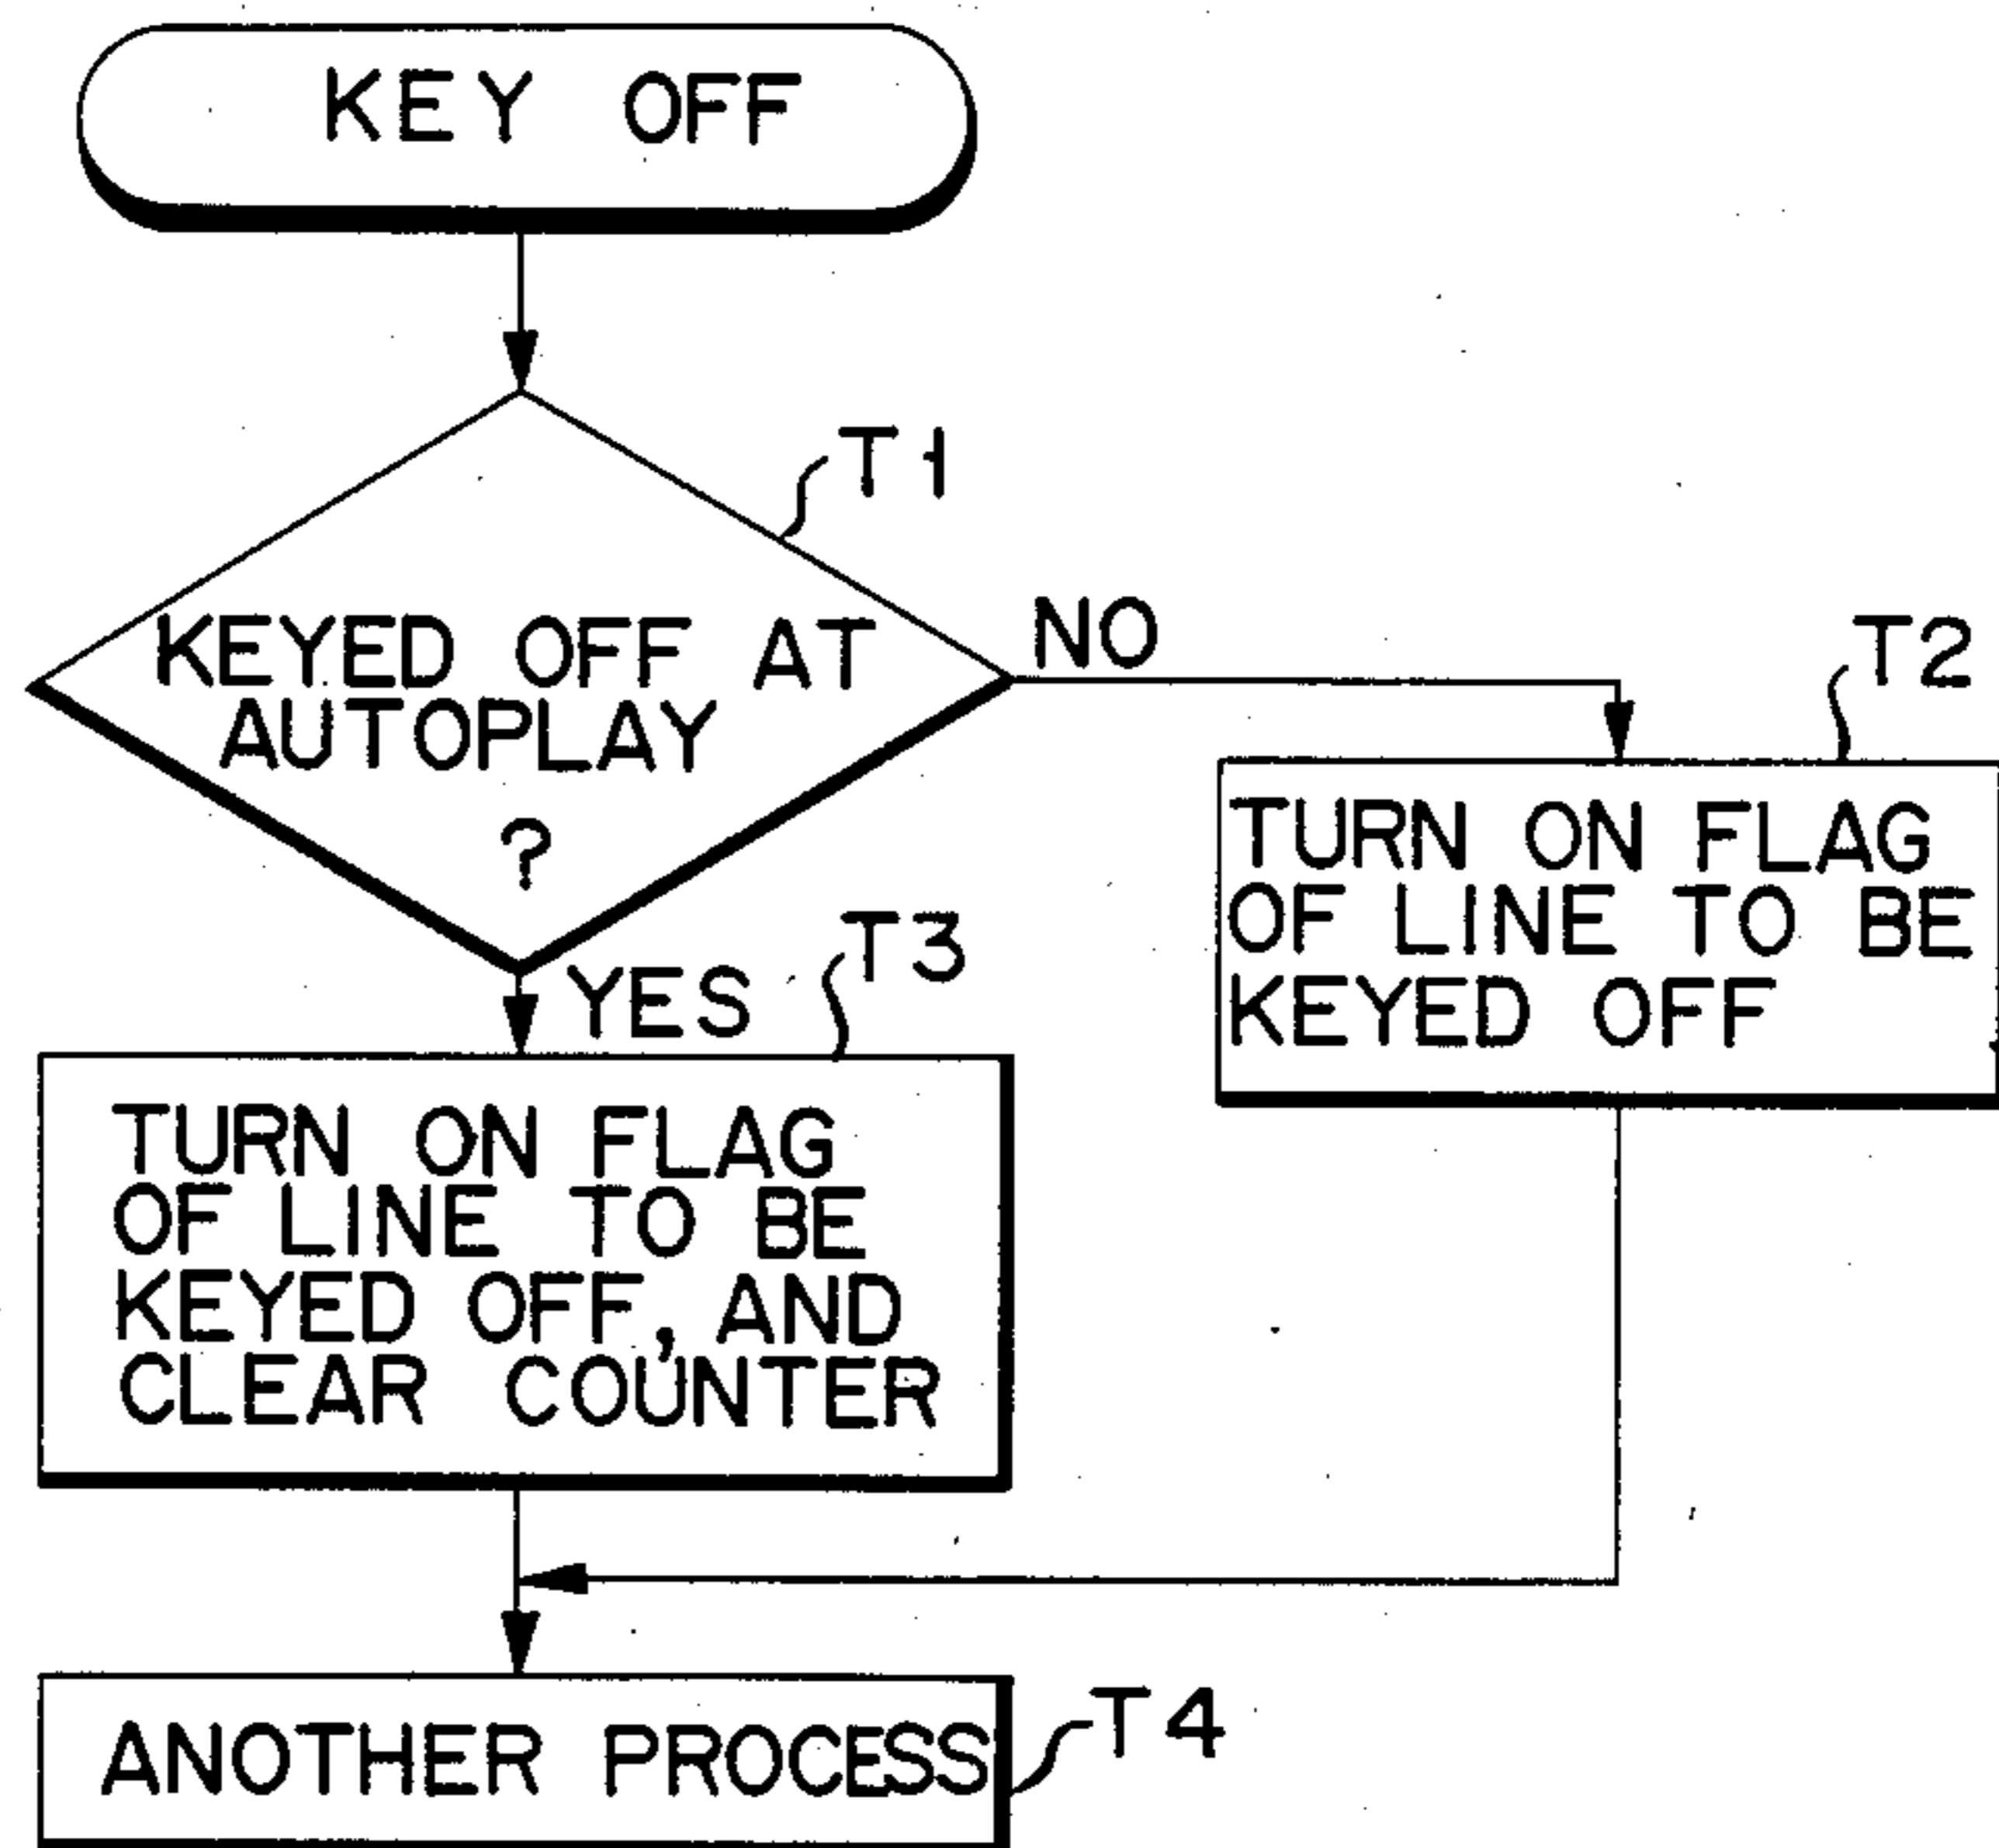 KEY OFF
T1
KEYED OFF AT
AUTOPLAY
?
NO
T2
TURN ON FLAG
OF LINE TO BE
KEYED OFF
YES
T3
TURN ON FLAG
OF LINE TO BE
KEYED OFF, AND
CLEAR COUNTER
ANOTHER PROCESS
T4